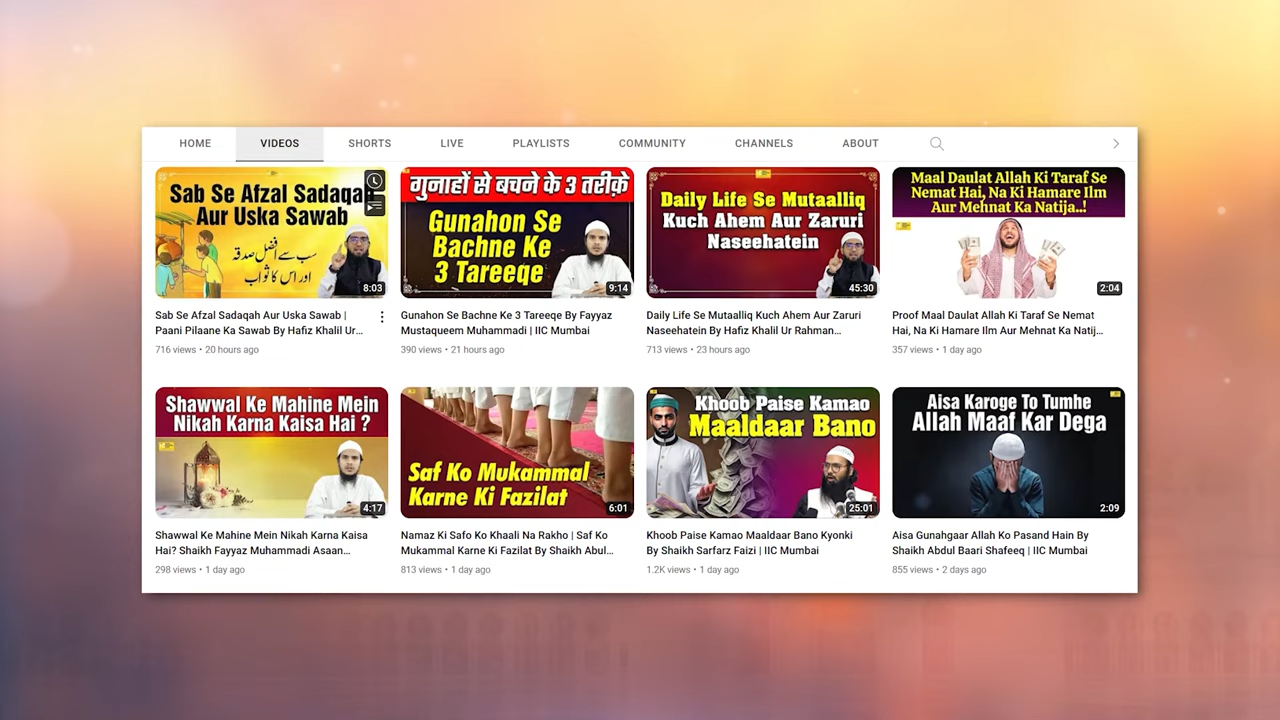 HOME VIDEOS SHORTS LIVE PLAYLISTS COMMUNITY CHANNELS ABOUT
Sab Se Afzal Sadaqah
Aur Uska Sawab
سب سے افضل صدقہ
اور اس کا ثواب
8:03
Sab Se Afzal Sadaqah Aur Uska Sawab |
Paani Pilaane Ka Sawab By Hafiz Khalil Ur...
716 views • 20 hours ago
गुनाहों से बचने के 3 तरीक़े
Gunahon Se
Bachne Ke
3 Tareeqe
9:14
Gunahon Se Bachne Ke 3 Tareeqe By Fayyaz
Mustaqueem Muhammadi | IIC Mumbai
390 views • 21 hours ago
Daily Life Se Mutaalliq
Kuch Ahem Aur Zaruri
Naseehatein
45:30
Daily Life Se Mutaalliq Kuch Ahem Aur Zaruri
Naseehatein By Hafiz Khalil Ur Rahman...
713 views • 23 hours ago
Maal Daulat Allah Ki Taraf Se
Nemat Hai, Na Ki Hamare Ilm
Aur Mehnat Ka Natija..!
2:04
Proof Maal Daulat Allah Ki Taraf Se Nemat
Hai, Na Ki Hamare Ilm Aur Mehnat Ka Natij...
357 views • 1 day ago
Shawwal Ke Mahine Mein
Nikah Karna Kaisa Hai ?
4:17
Shawwal Ke Mahine Mein Nikah Karna Kaisa
Hai? Shaikh Fayyaz Muhammadi Asaan...
298 views • 1 day ago
Saf Ko Mukammal
Karne Ki Fazilat
6:01
Namaz Ki Safo Ko Khaali Na Rakho | Saf Ko
Mukammal Karne Ki Fazilat By Shaikh Abul...
813 views • 1 day ago
Khoob Paise Kamao
Maaldaar Bano
25:01
Khoob Paise Kamao Maaldaar Bano Kyonki
By Shaikh Sarfarz Faizi | IIC Mumbai
1.2K views • 1 day ago
Aisa Karoge To Tumhe
Allah Maaf Kar Dega
2:09
Aisa Gunahgaar Allah Ko Pasand Hain By
Shaikh Abdul Baari Shafeeq | IIC Mumbai
855 views • 2 days ago